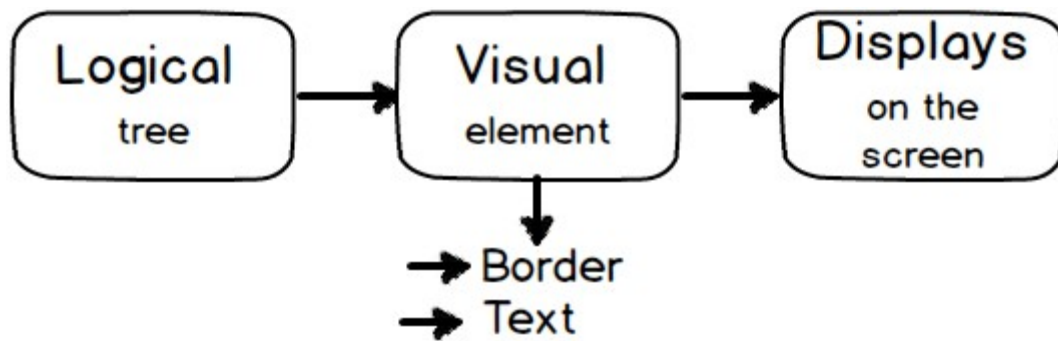 Logical
tree
Visual
element
Displays
on the
screen
Border
Text